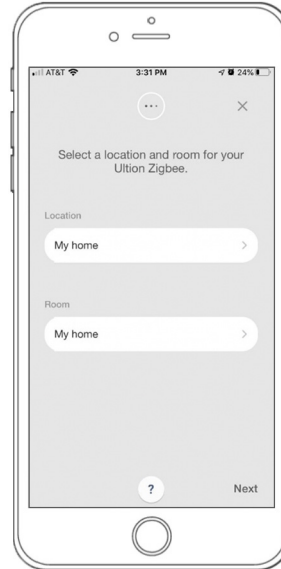 AT&T 3:31 PM 24%
Select a location and room for your
Ultion Zigbee.
Location
My home
Room
My home
? Next